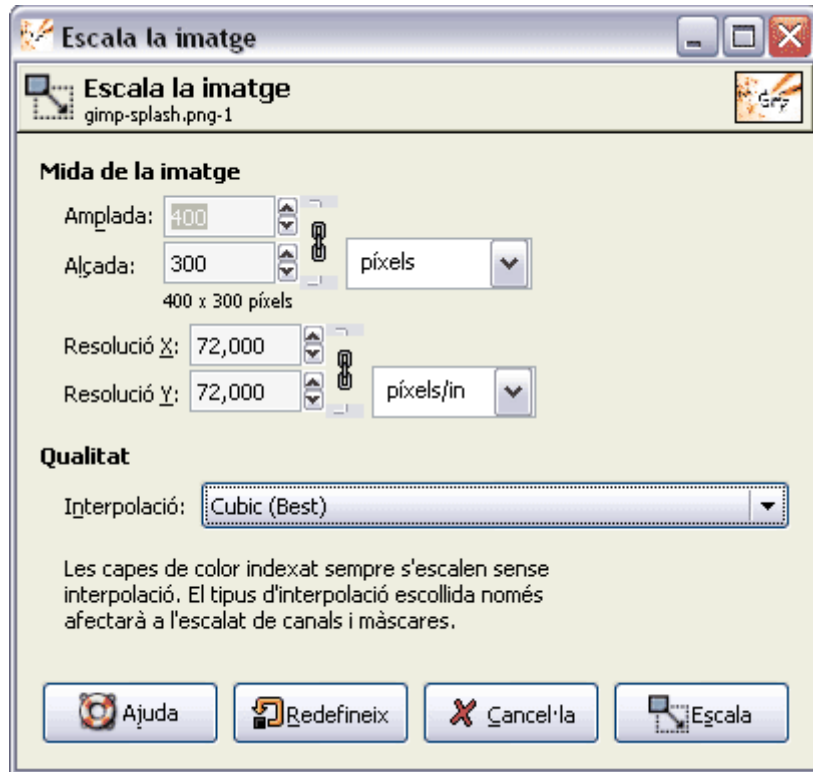 Escala la imatge
Escala la imatge
gimp-splash.png-1
Mida de la imatge
Amplada: 400
Alçada: 300 píxels
400 x 300 píxels
Resolució X: 72,000
Resolució Y: 72,000 píxels/in
Qualitat
Interpolació: Cubic (Best)
Les capes de color indexat sempre s'escalen sense
interpolació. El tipus d'interpolació escollida només
afectarà a l'escalat de canals i màscares.
Ajuda Redefineix Cancel·la Escala